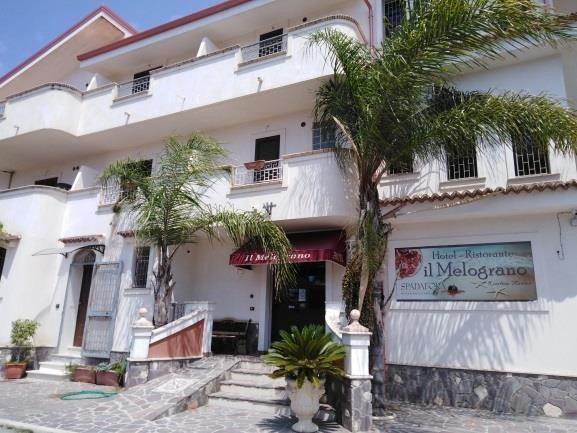 il Melograno
Hotel - Ristorante
il Melograno
SPADAFORA